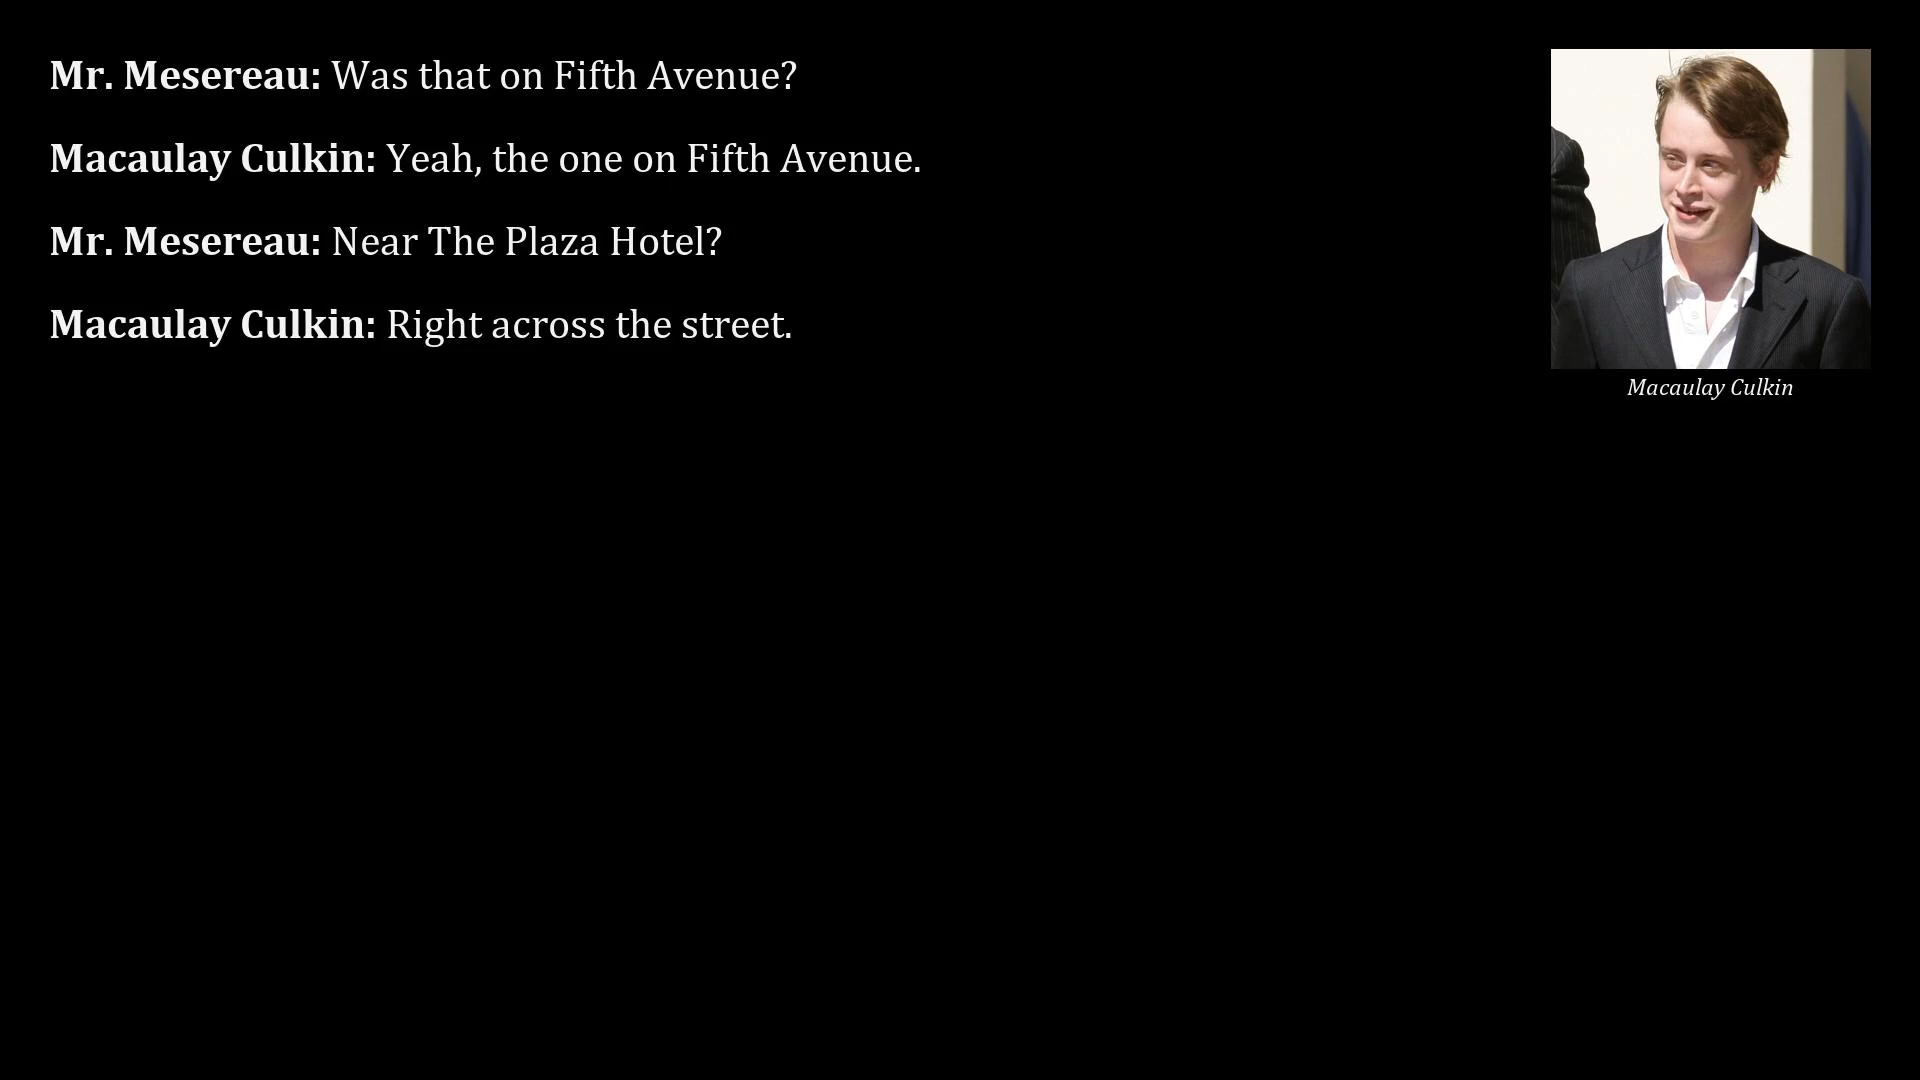 Mr. Mesereau: Was that on Fifth Avenue?
Macaulay Culkin: Yeah, the one on Fifth Avenue.
Mr. Mesereau: Near The Plaza Hotel?
Macaulay Culkin: Right across the street.
Macaulay Culkin